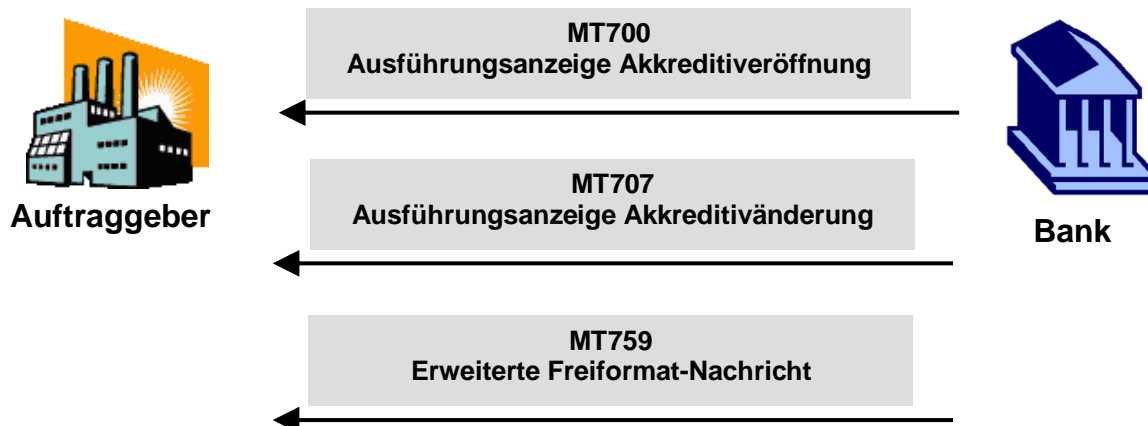 MT700
Ausführungsanzeige Akkreditiveröffnung
MT707
Ausführungsanzeige Akkreditivänderung
Auftraggeber
Bank
MT759
Erweiterte Freiformat-Nachricht